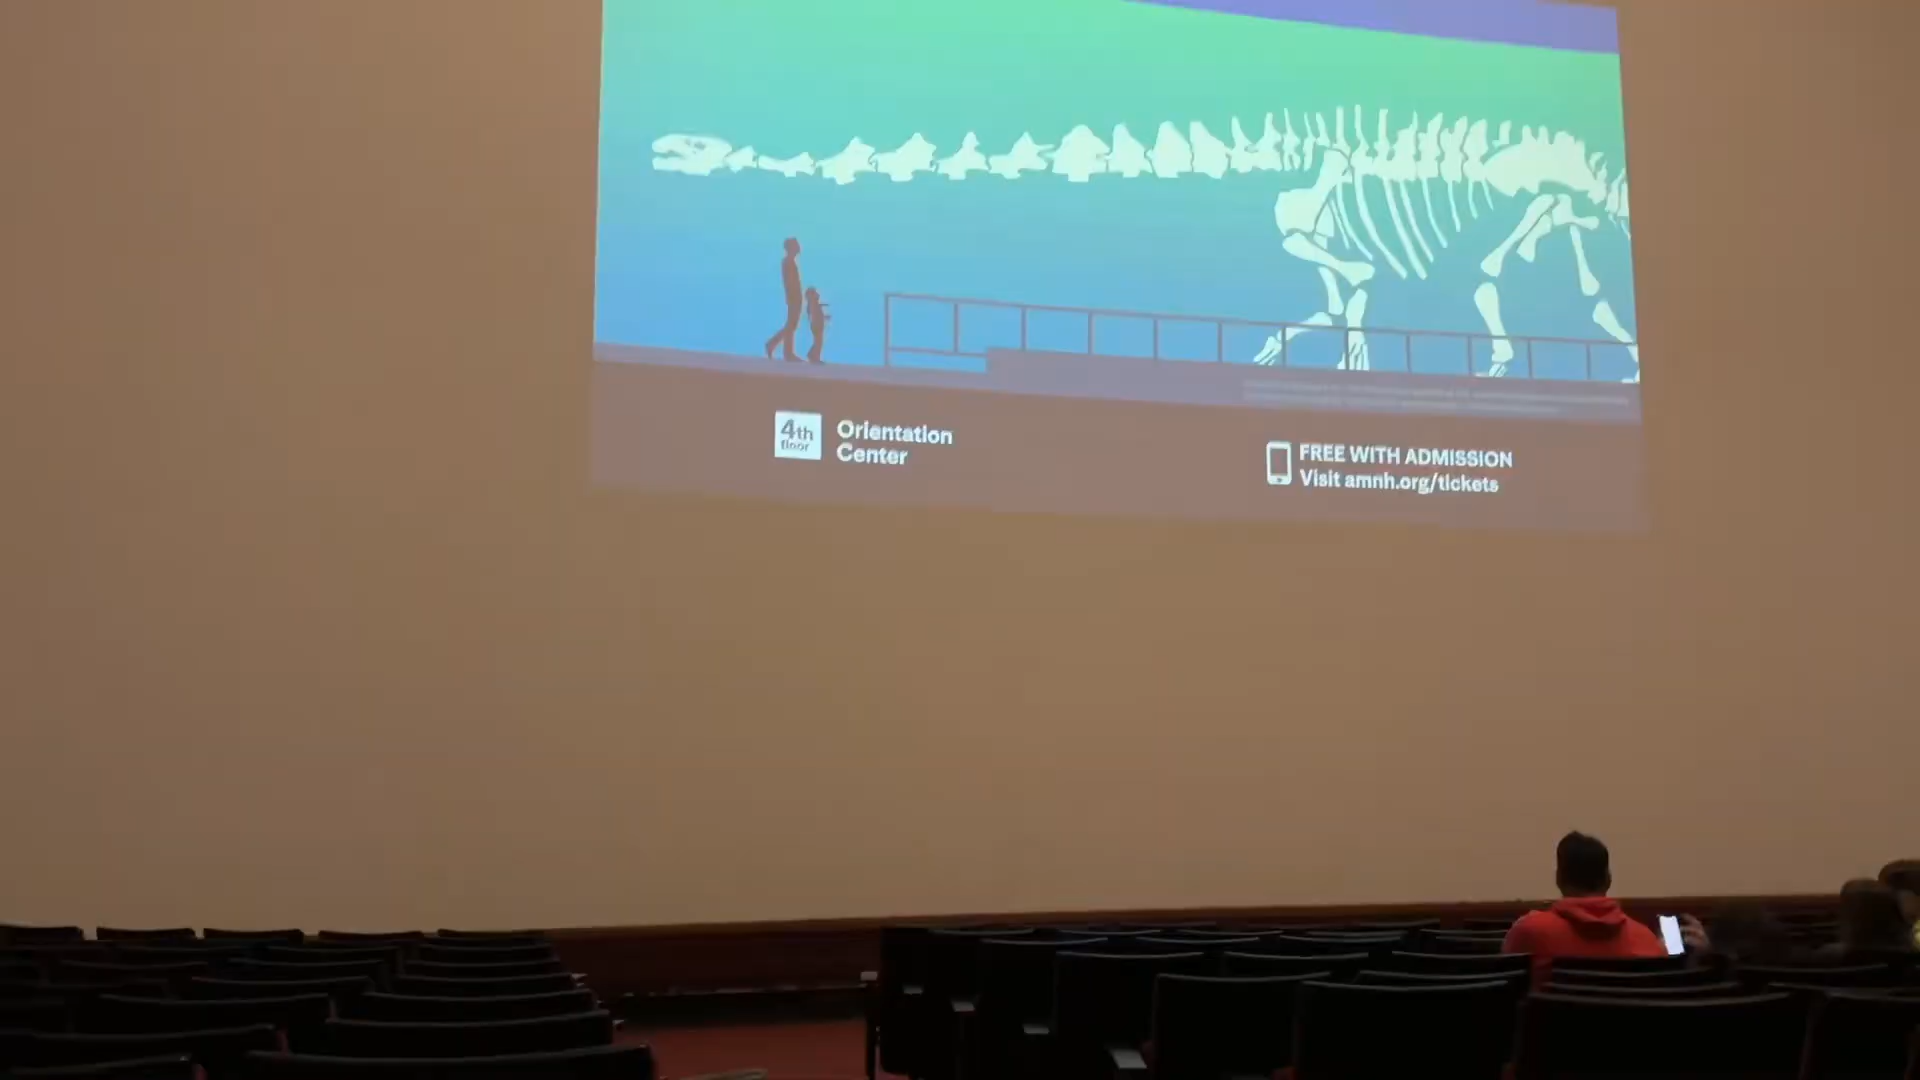 4th
floor
Orientation
Center
FREE WITH ADMISSION
Visit amnh.org/tickets